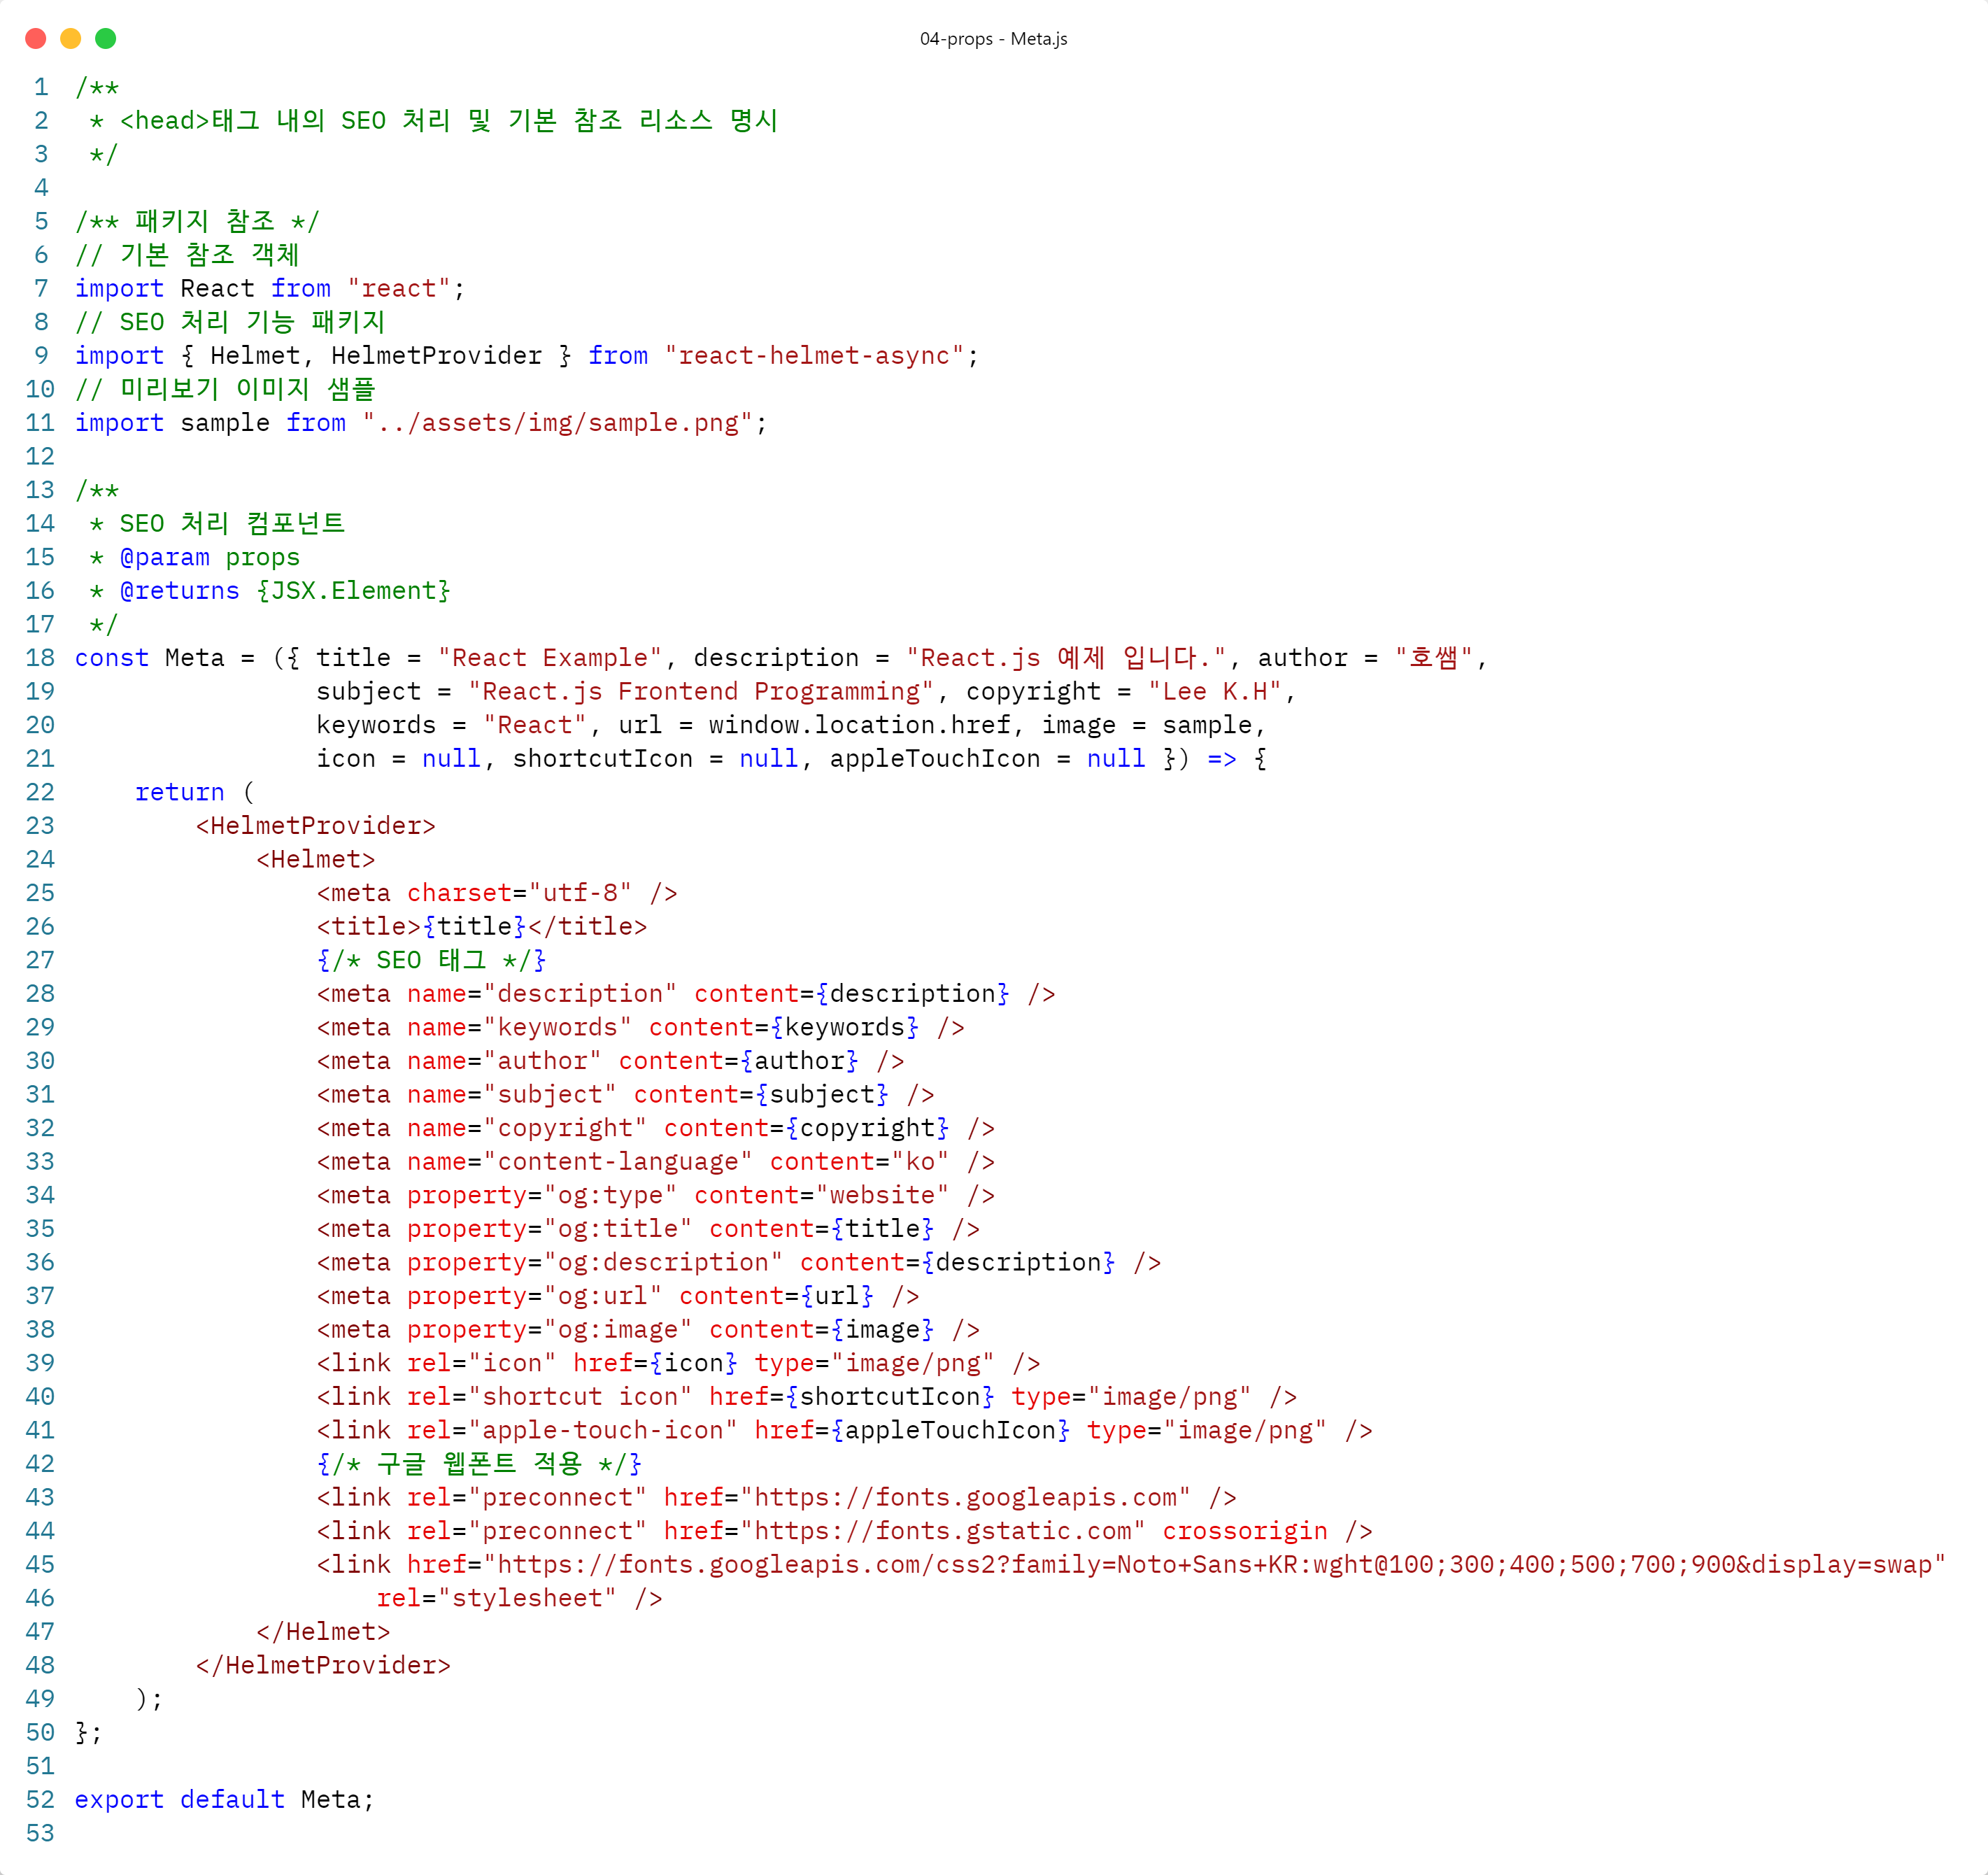 04-props - Meta.js
1 /**
2  * <head>태그 내의 SEO 처리 및 기본 참조 리소스 명시
3  */
4
5 /** 패키지 참조 */
6 // 기본 참조 객체
7 import React from "react";
8 // SEO 처리 기능 패키지
9 import { Helmet, HelmetProvider } from "react-helmet-async";
10 // 미리보기 이미지 샘플
11 import sample from "../assets/img/sample.png";
12
13 /**
14  * SEO 처리 컴포넌트
15  * @param props
16  * @returns {JSX.Element}
17  */
18 const Meta = ({ title = "React Example", description = "React.js 예제 입니다.", author = "호쌤",
19                 subject = "React.js Frontend Programming", copyright = "Lee K.H",
20                 keywords = "React", url = window.location.href, image = sample,
21                 icon = null, shortcutIcon = null, appleTouchIcon = null }) => {
22     return (
23         <HelmetProvider>
24             <Helmet>
25                 <meta charset="utf-8" />
26                 <title>{title}</title>
27                 {/* SEO 태그 */}
28                 <meta name="description" content={description} />
29                 <meta name="keywords" content={keywords} />
30                 <meta name="author" content={author} />
31                 <meta name="subject" content={subject} />
32                 <meta name="copyright" content={copyright} />
33                 <meta name="content-language" content="ko" />
34                 <meta property="og:type" content="website" />
35                 <meta property="og:title" content={title} />
36                 <meta property="og:description" content={description} />
37                 <meta property="og:url" content={url} />
38                 <meta property="og:image" content={image} />
39                 <link rel="icon" href={icon} type="image/png" />
40                 <link rel="shortcut icon" href={shortcutIcon} type="image/png" />
41                 <link rel="apple-touch-icon" href={appleTouchIcon} type="image/png" />
42                 {/* 구글 웹폰트 적용 */}
43                 <link rel="preconnect" href="https://fonts.googleapis.com" />
44                 <link rel="preconnect" href="https://fonts.gstatic.com" crossorigin />
45                 <link href="https://fonts.googleapis.com/css2?family=Noto+Sans+KR:wght@100;300;400;500;700;900&display=swap"
46                     rel="stylesheet" />
47             </Helmet>
48         </HelmetProvider>
49     );
50 };
51
52 export default Meta;
53